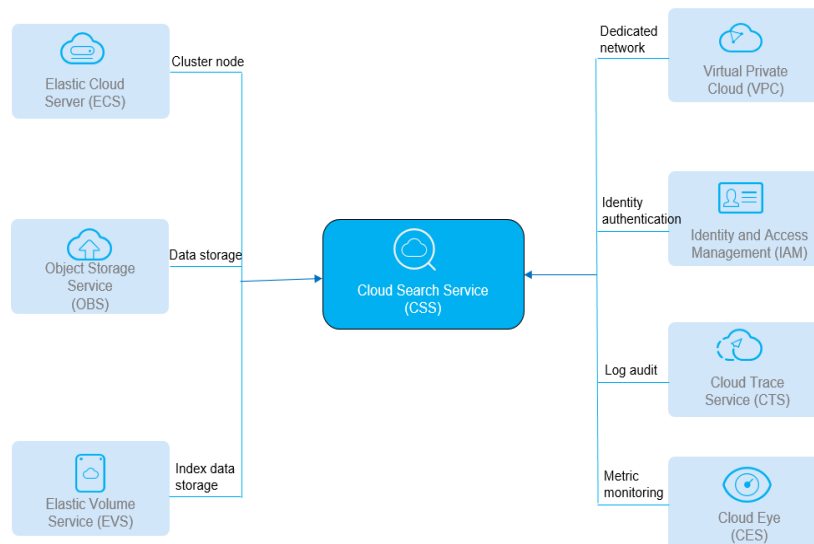 Elastic Cloud
Server (ECS)
Cluster node
Object Storage
Service
(OBS)
Data storage
Elastic Volume
Service (EVS)
Index data
storage
Cloud Search Service
(CSS)
Dedicated
network
Virtual Private
Cloud (VPC)
Identity
authentication
Identity and Access
Management (IAM)
Log audit
Cloud Trace
Service (CTS)
Metric
monitoring
Cloud Eye
(CES)